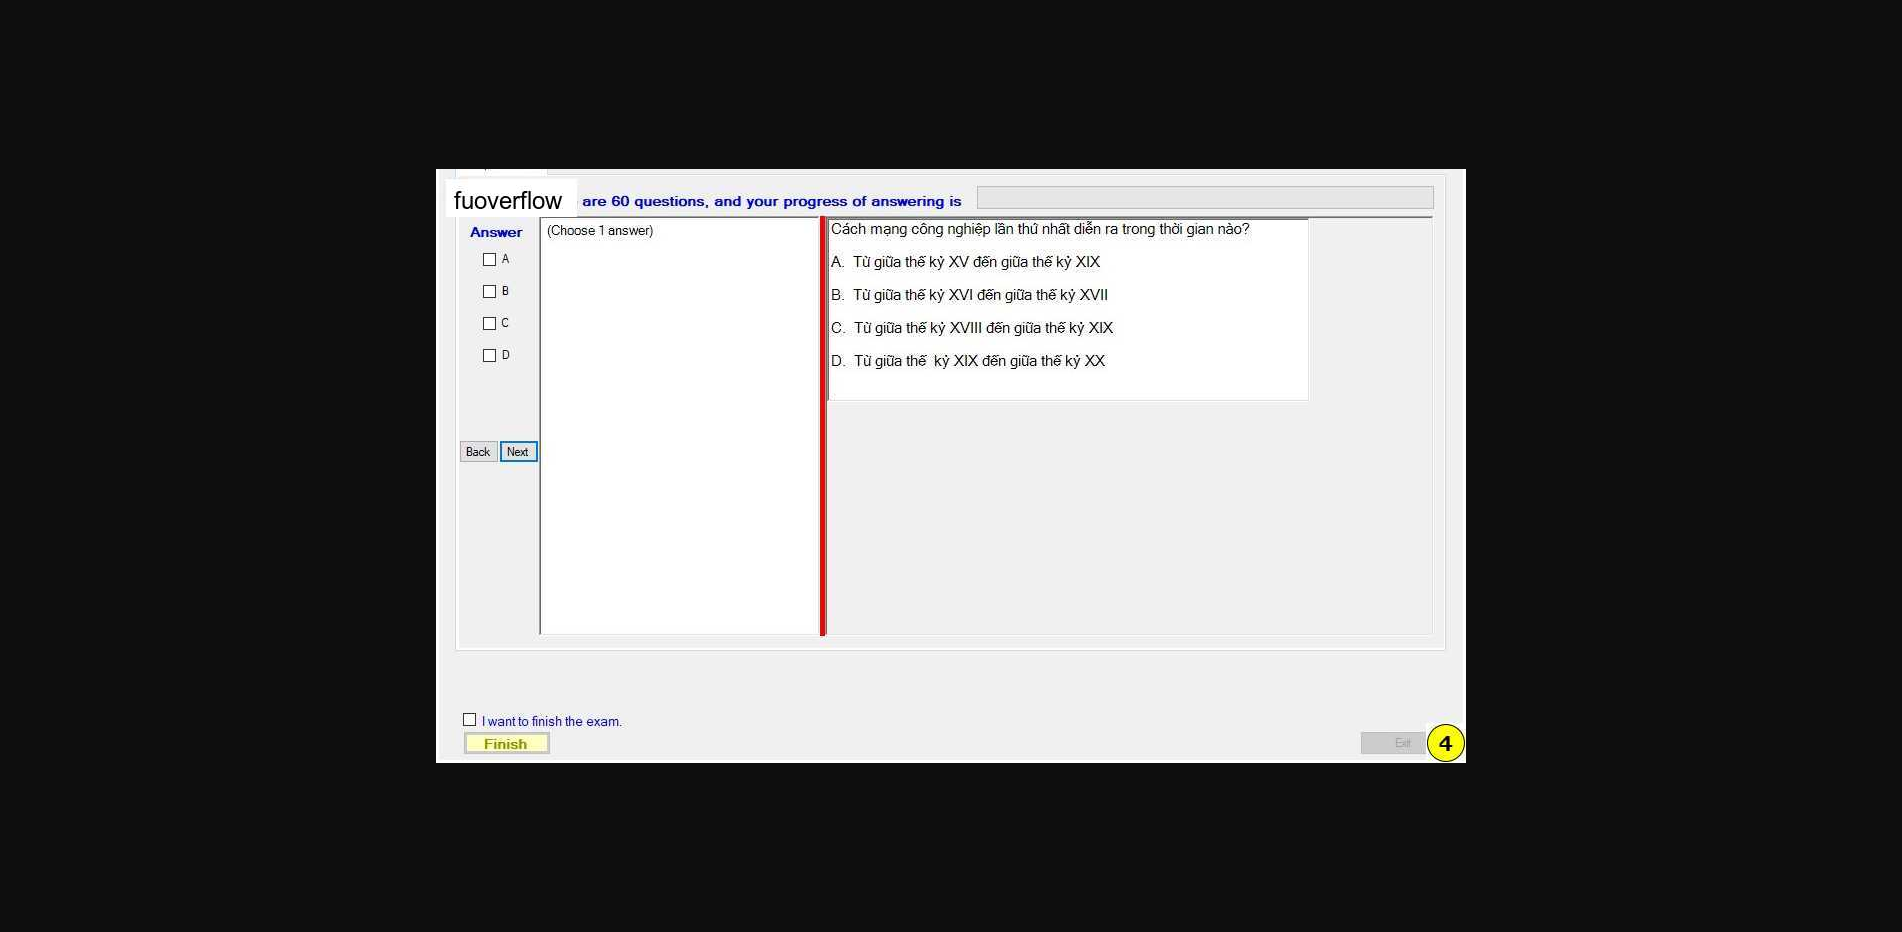 fuoverflow are 60 questions, and your progress of answering is
Answer
A
B
C
D
Back Next
(Choose 1 answer)
Cách mạng công nghiệp lần thứ nhất diễn ra trong thời gian nào?
A. Từ giữa thế kỷ XV đến giữa thế kỷ XIX
B. Từ giữa thế kỷ XVI đến giữa thế kỷ XVII
C. Từ giữa thế kỷ XVIII đến giữa thế kỷ XIX
D. Từ giữa thế kỷ XIX đến giữa thế kỷ XX
I want to finish the exam.
Finish
Exit
4